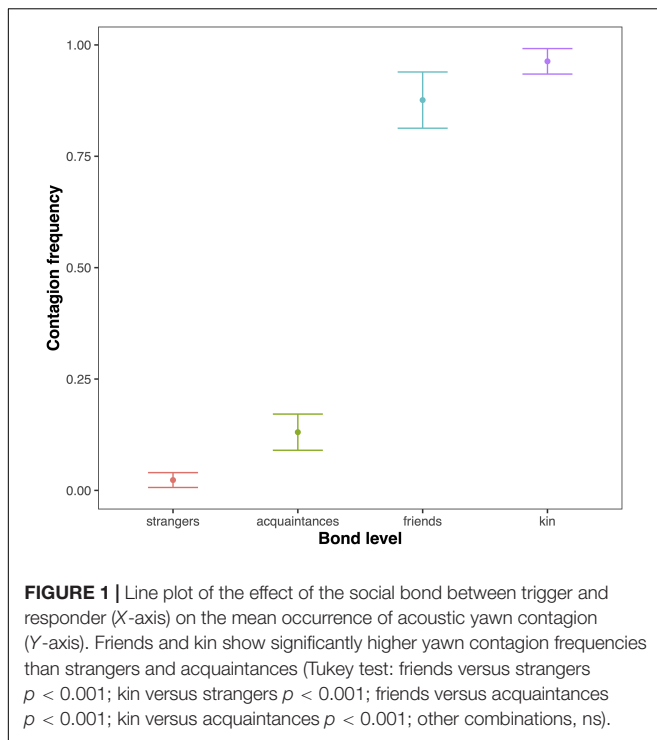 1.00
0.75
0.50
0.25
0.00
Contagion frequency
strangers acquaintances friends kin
Bond level
FIGURE 1 | Line plot of the effect of the social bond between trigger and
responder (X-axis) on the mean occurrence of acoustic yawn contagion
(Y-axis). Friends and kin show significantly higher yawn contagion frequencies
than strangers and acquaintances (Tukey test: friends versus strangers
p < 0.001; kin versus strangers p < 0.001; friends versus acquaintances
p < 0.001; kin versus acquaintances p < 0.001; other combinations, ns).